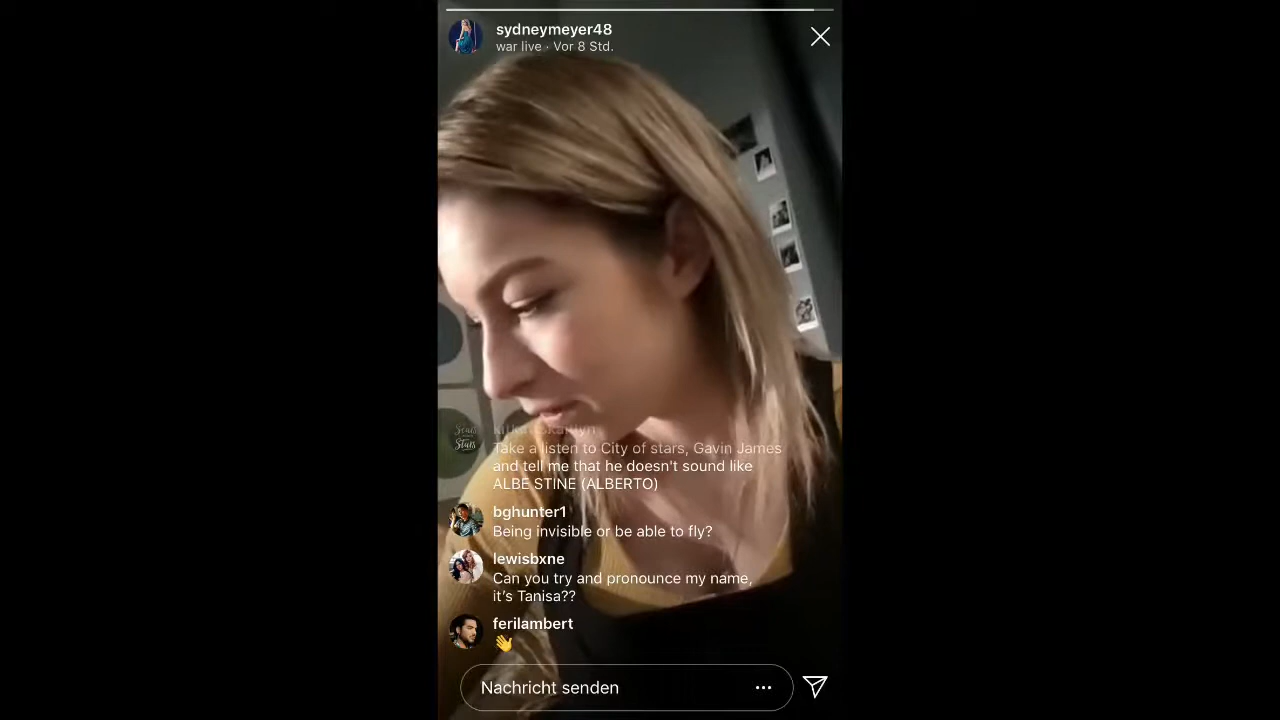 sydneymeyer48
war live · Vor 8 Std.
Take a listen to City of stars, Gavin James
and tell me that he doesn't sound like
ALBE STINE (ALBERTO)
bghunter1
Being invisible or be able to fly?
lewisbxne
Can you try and pronounce my name,
it's Tanisa??
ferilambert
👋
Nachricht senden